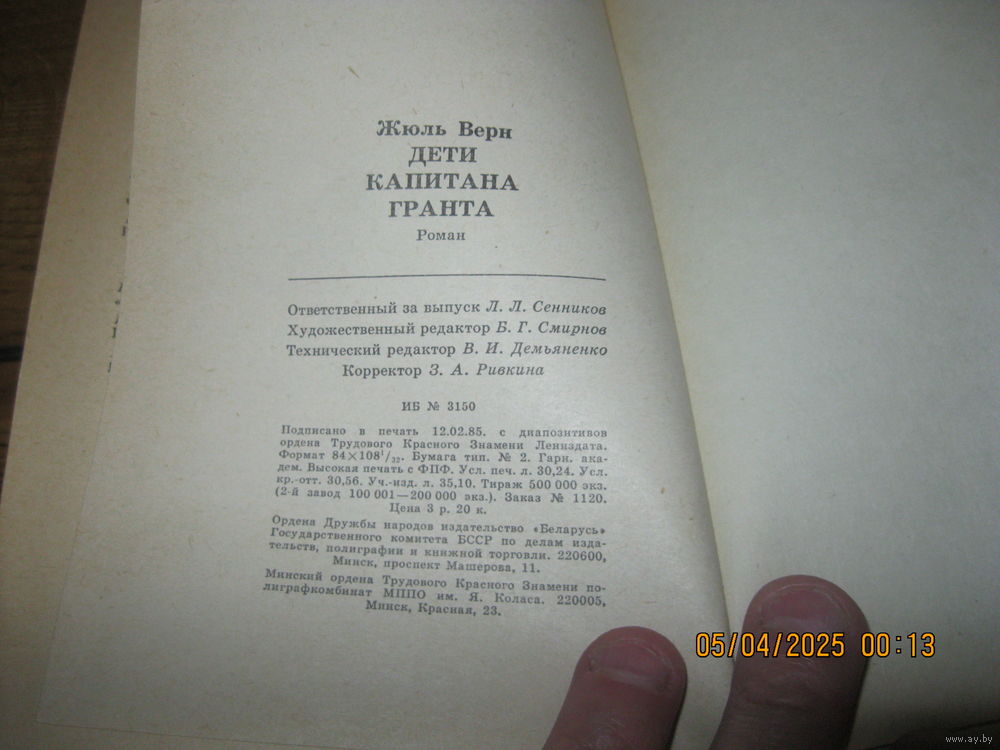 Жюль Верн
ДЕТИ
КАПИТАНА
ГРАНТА
Роман
Ответственный за выпуск Л. Л. Сенников
Художественный редактор Б. Г. Смирнов
Технический редактор В. И. Демьяненко
Корректор З. А. Ривкина
ИБ № 3150
Подписано в печать 12.02.85. с диапозитивов
ордена Трудового Красного Знамени Лениздата.
Формат 84×108¹/₃₂. Бумага тип. № 2. Гарн. ака-
дем. Высокая печать с ФПФ. Усл. печ. л. 30,24. Усл.
кр.-отт. 30,56. Уч.-изд. л. 35,10. Тираж 500 000 экз.
(2-й завод 100 001—200 000 экз.). Заказ № 1120.
Цена 3 р. 20 к.
Ордена Дружбы народов издательство «Беларусь»
Государственного комитета БССР по делам изда-
тельств, полиграфии и книжной торговли. 220600,
Минск, проспект Машерова, 11.
Минский ордена Трудового Красного Знамени по-
лиграфкомбинат МППО им. Я. Коласа. 220005,
Минск, Красная, 23.
05/04/2025 00:13
www.ay.by